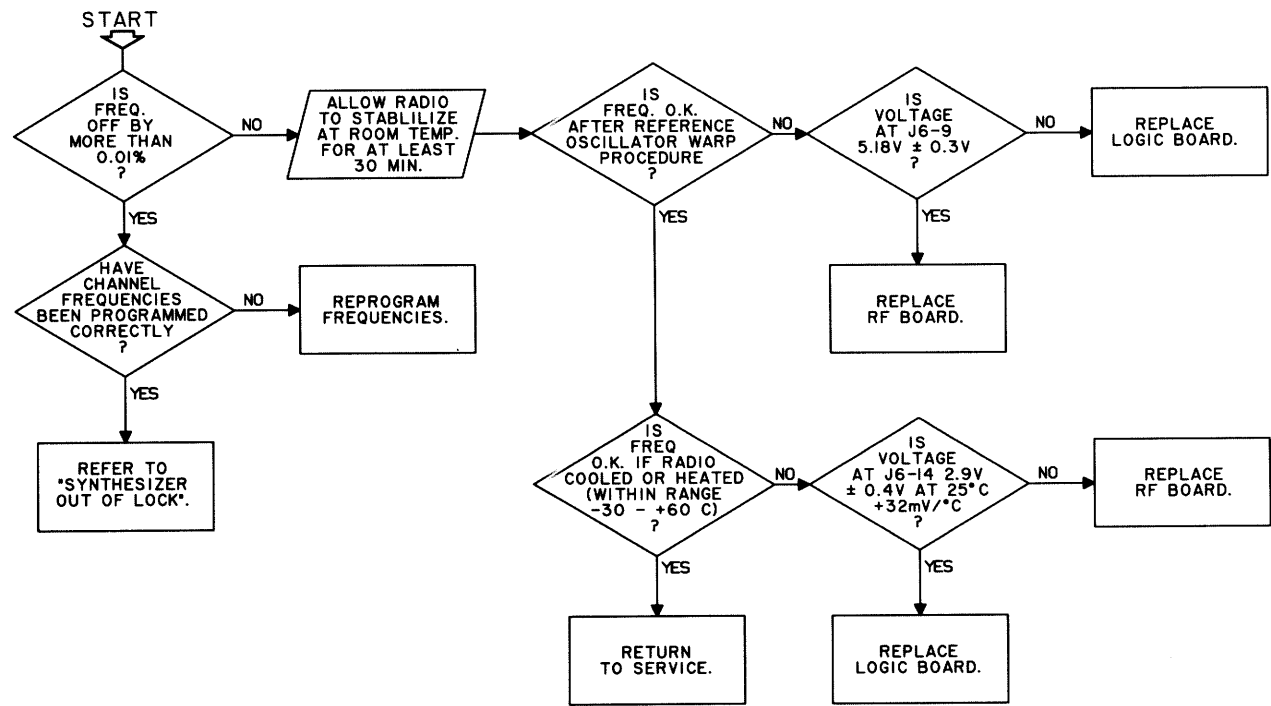 START
IS
FREQ.
OFF BY
MORE THAN
0.01%
?
NO
YES
ALLOW RADIO
TO STABLILIZE
AT ROOM TEMP.
FOR AT LEAST
30 MIN.
IS
FREQ. O.K.
AFTER REFERENCE
OSCILLATOR WARP
PROCEDURE
?
NO
YES
IS
VOLTAGE
AT J6-9
5.18V ± 0.3V
?
NO
YES
REPLACE
LOGIC BOARD.
REPLACE
RF BOARD.
HAVE
CHANNEL
FREQUENCIES
BEEN PROGRAMMED
CORRECTLY
?
NO
YES
REPROGRAM
FREQUENCIES.
REFER TO
"SYNTHESIZER
OUT OF LOCK".
IS
FREQ
O.K. IF RADIO
COOLED OR HEATED
(WITHIN RANGE
-30 - +60 C)
?
NO
YES
IS
VOLTAGE
AT J6-14 2.9V
± 0.4V AT 25°C
+32mV/°C
?
NO
YES
REPLACE
RF BOARD.
RETURN
TO SERVICE.
REPLACE
LOGIC BOARD.